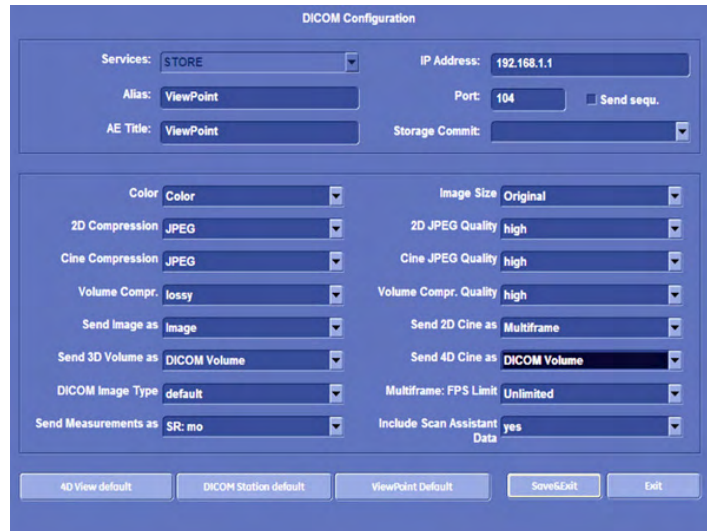 DICOM Configuration
Services: STORE IP Address: 192.168.1.1
Alias: ViewPoint Port: 104 Send sequ.
AE Title: ViewPoint Storage Commit:
Color Color Image Size Original
2D Compression JPEG 2D JPEG Quality high
Cine Compression JPEG Cine JPEG Quality high
Volume Compr. lossy Volume Compr. Quality high
Send Image as Image Send 2D Cine as Multiframe
Send 3D Volume as DICOM Volume Send 4D Cine as DICOM Volume
DICOM Image Type default Multiframe: FPS Limit Unlimited
Send Measurements as SR: mo Include Scan Assistant Data yes
4D View default DICOM Station default ViewPoint Default Save&Exit Exit